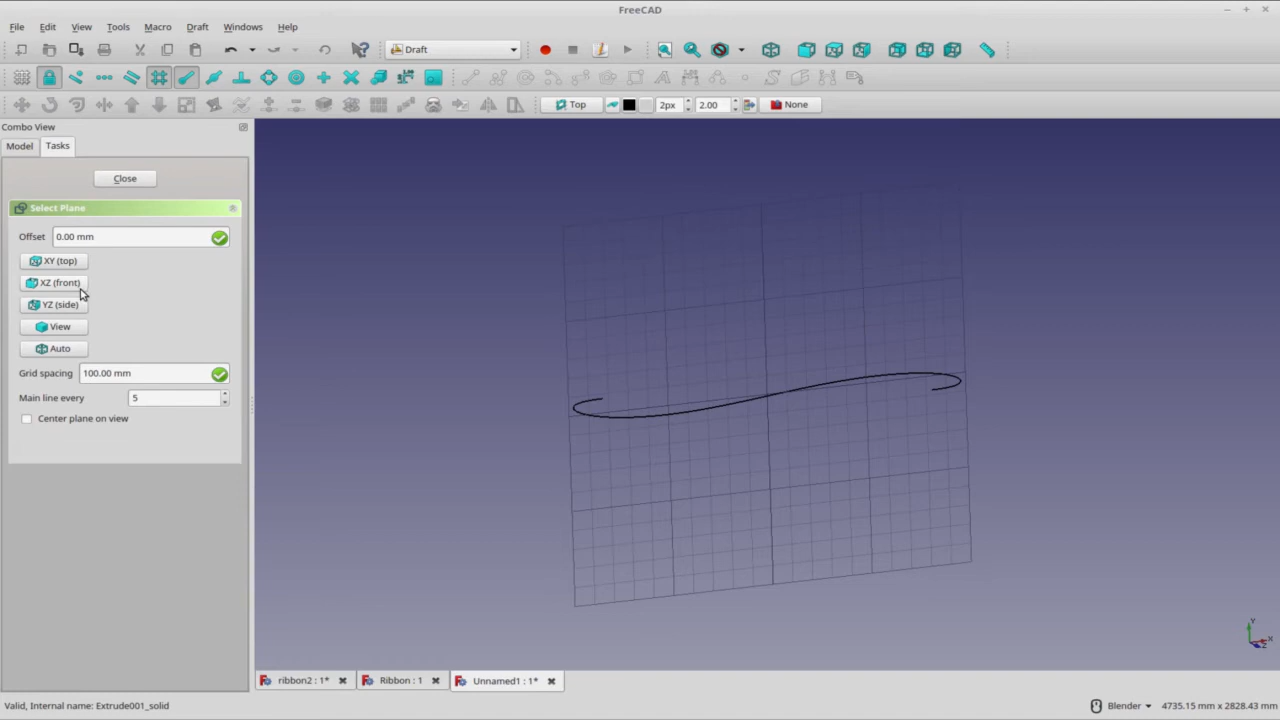 FreeCAD
File Edit View Tools Macro Draft Windows Help
Draft
Top 2px 2.00 None
Combo View
Model Tasks
Close
Select Plane
Offset 0.00 mm
XY (top)
XZ (front)
YZ (side)
View
Auto
Grid spacing 100.00 mm
Main line every 5
Center plane on view
Y
X
Z
ribbon2 : 1* Ribbon : 1 Unnamed1 : 1*
Valid, Internal name: Extrude001_solid Blender 4735.15 mm x 2828.43 mm